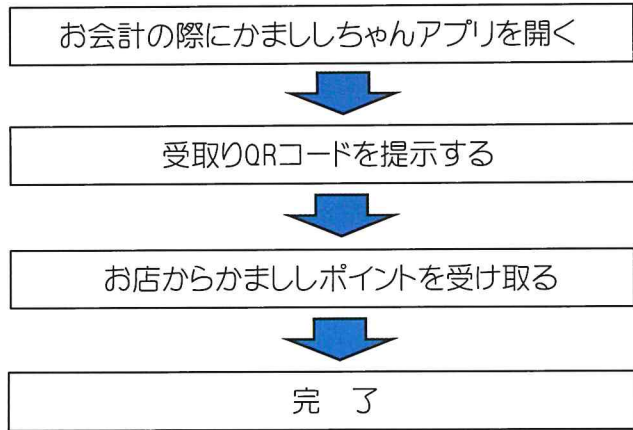 お会計の際にかまししちゃんアプリを開く
受取りQRコードを提示する
お店からかまししポイントを受け取る
完　了